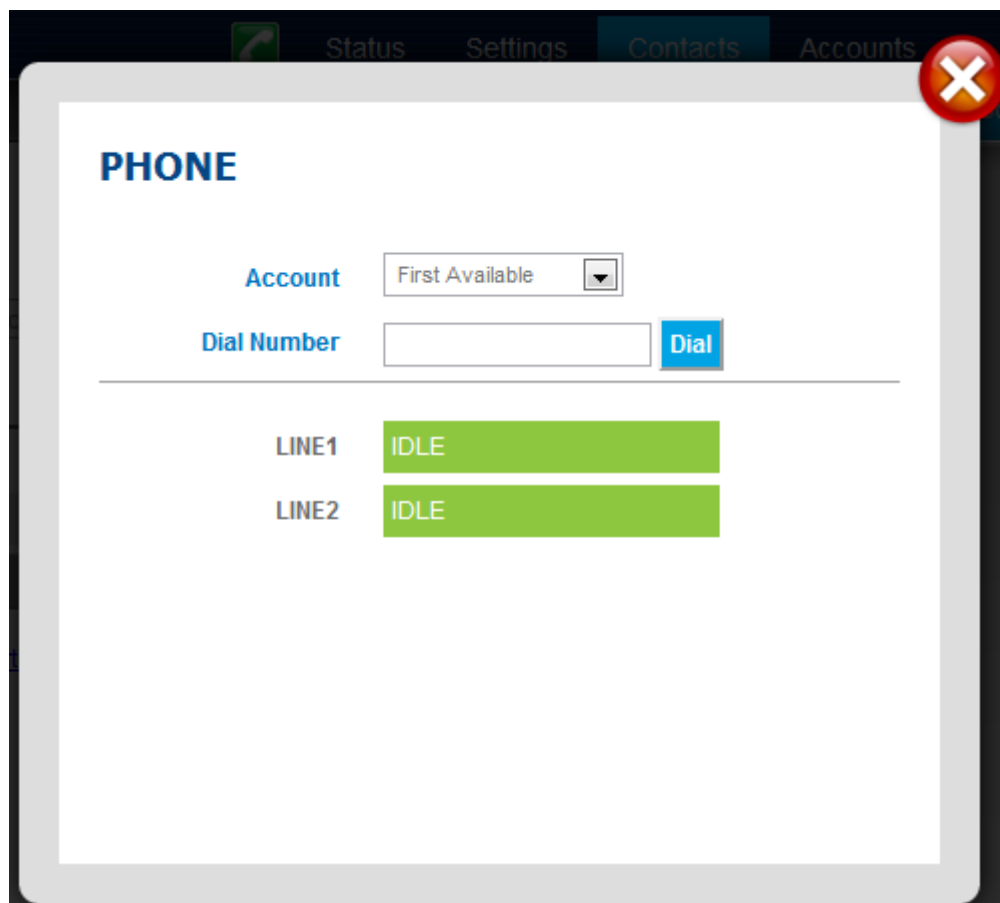 Status Settings Contacts Accounts
PHONE
Account First Available
Dial Number Dial
LINE1 IDLE
LINE2 IDLE